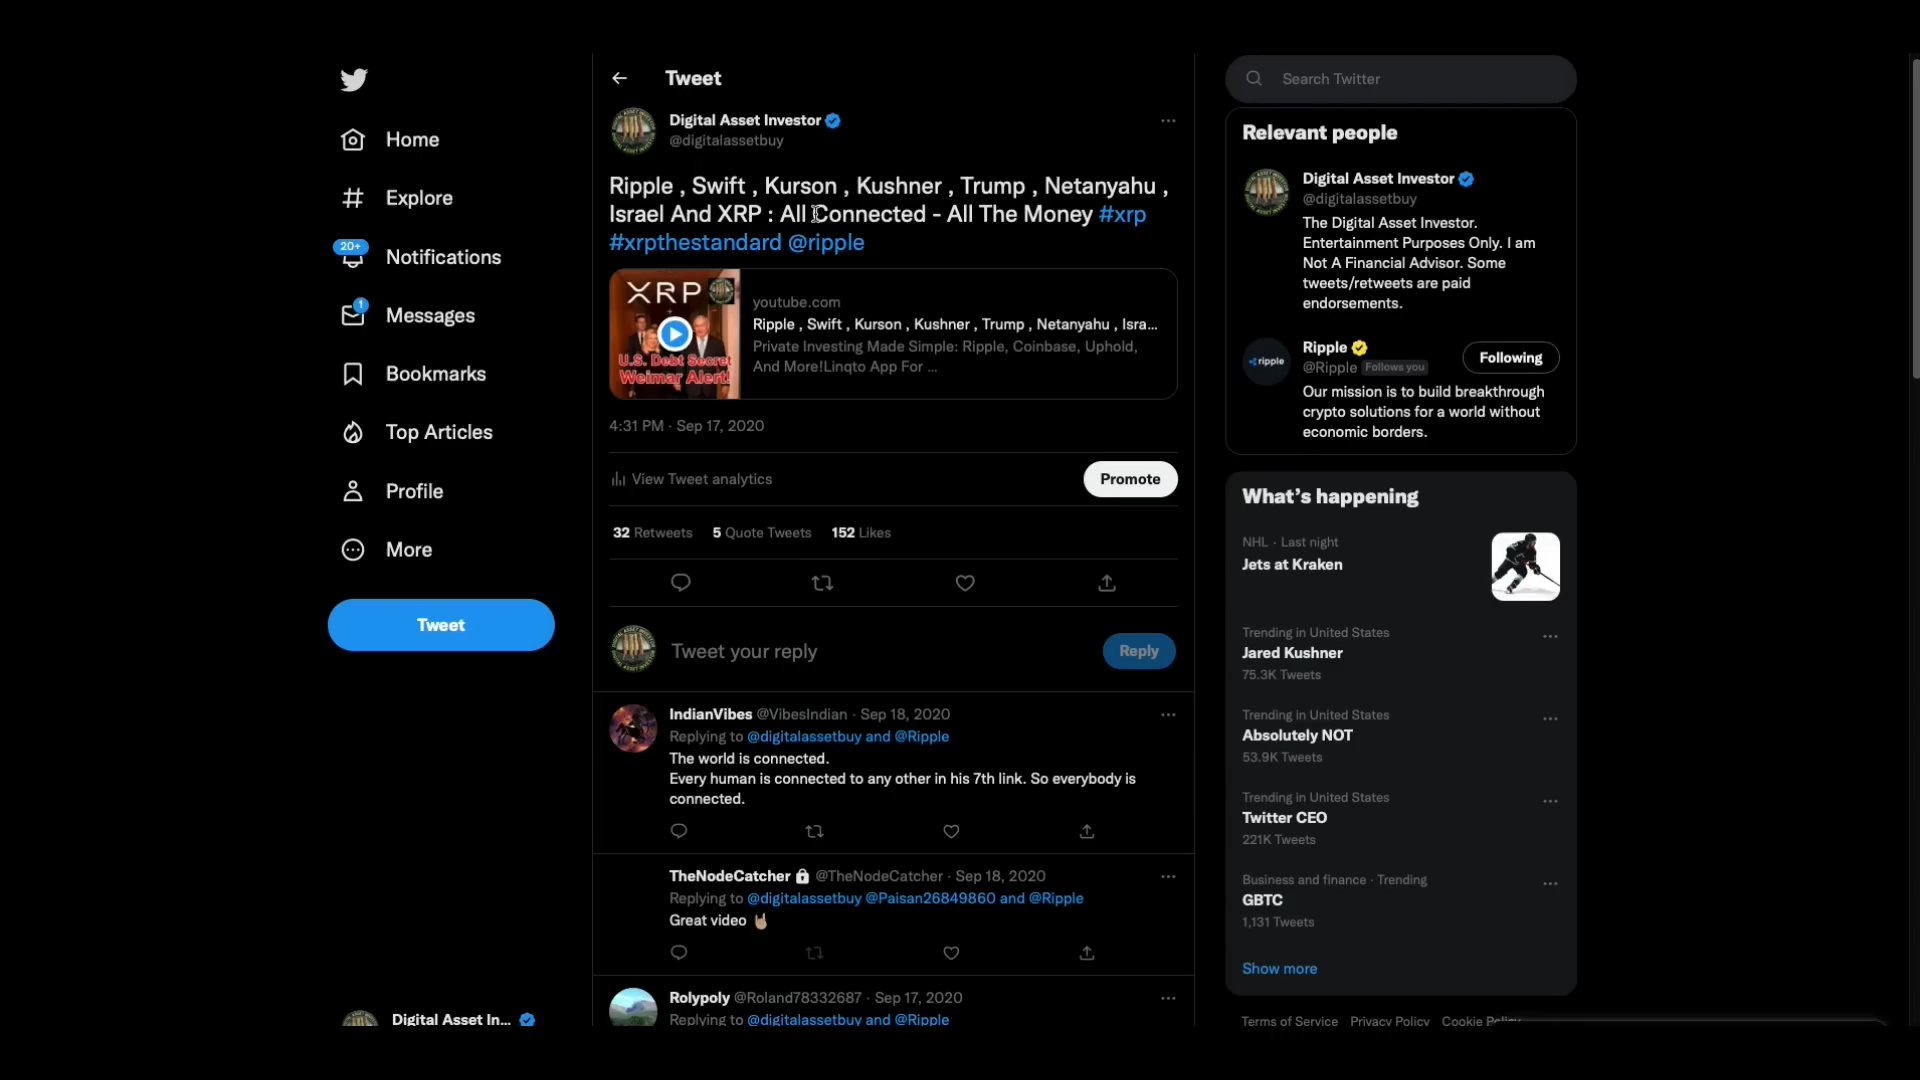 Home
Explore
20+
Notifications
1
Messages
Bookmarks
Top Articles
Profile
More
Tweet
Digital Asset In...
Tweet
Digital Asset Investor
@digitalassetbuy
Ripple , Swift , Kurson , Kushner , Trump , Netanyahu ,
Israel And XRP : All Connected - All The Money #xrp
#xrpthestandard @ripple
XRP
U.S. Debt Secret
Weimar Alert!
youtube.com
Ripple , Swift , Kurson , Kushner , Trump , Netanyahu , Isra...
Private Investing Made Simple: Ripple, Coinbase, Uphold,
And More!Linqto App For ...
4:31 PM · Sep 17, 2020
View Tweet analytics
Promote
32 Retweets 5 Quote Tweets 152 Likes
Tweet your reply
Reply
IndianVibes @VibesIndian · Sep 18, 2020
Replying to @digitalassetbuy and @Ripple
The world is connected.
Every human is connected to any other in his 7th link. So everybody is
connected.
TheNodeCatcher @TheNodeCatcher · Sep 18, 2020
Replying to @digitalassetbuy @Paisan26849860 and @Ripple
Great video 🤘🏼
Rolypoly @Roland78332687 · Sep 17, 2020
Replying to @digitalassetbuy and @Ripple
Search Twitter
Relevant people
Digital Asset Investor
@digitalassetbuy
The Digital Asset Investor.
Entertainment Purposes Only. I am
Not A Financial Advisor. Some
tweets/retweets are paid
endorsements.
ripple
Ripple
@Ripple Follows you
Following
Our mission is to build breakthrough
crypto solutions for a world without
economic borders.
What's happening
NHL · Last night
Jets at Kraken
Trending in United States
Jared Kushner
75.3K Tweets
Trending in United States
Absolutely NOT
53.9K Tweets
Trending in United States
Twitter CEO
221K Tweets
Business and finance · Trending
GBTC
1,131 Tweets
Show more
Terms of Service Privacy Policy Cookie Policy